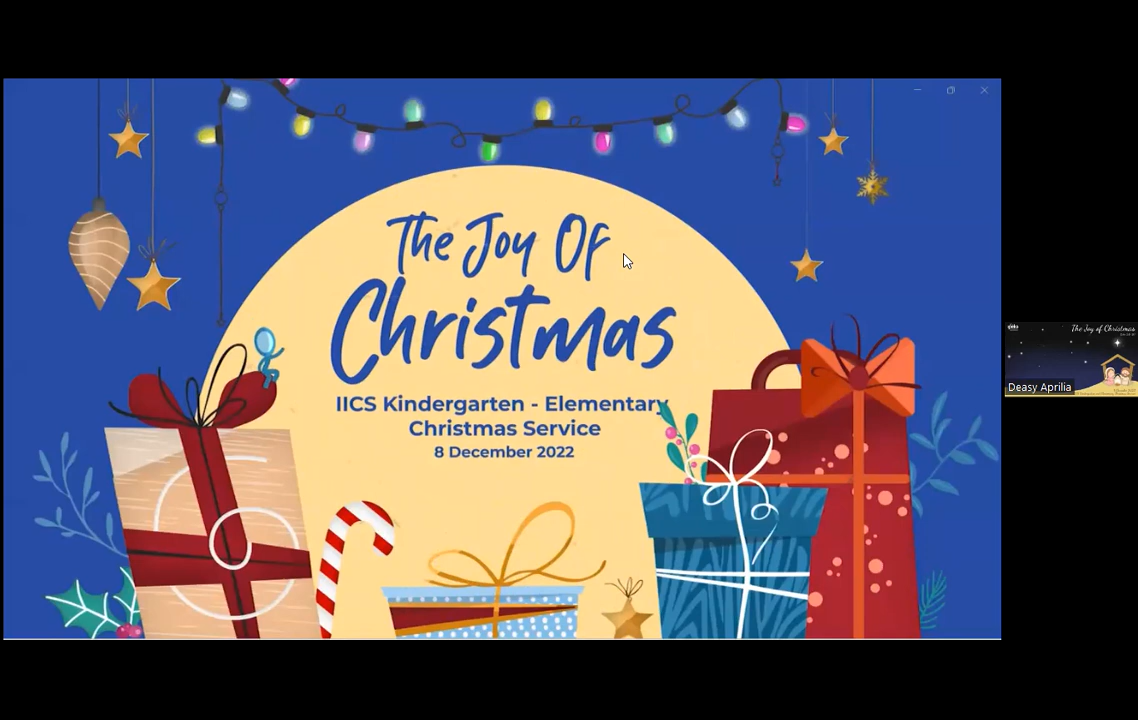 The Joy Of
Christmas
IICS Kindergarten - Elementary
Christmas Service
8 December 2022
The Joy of Christmas
Deasy Aprilia